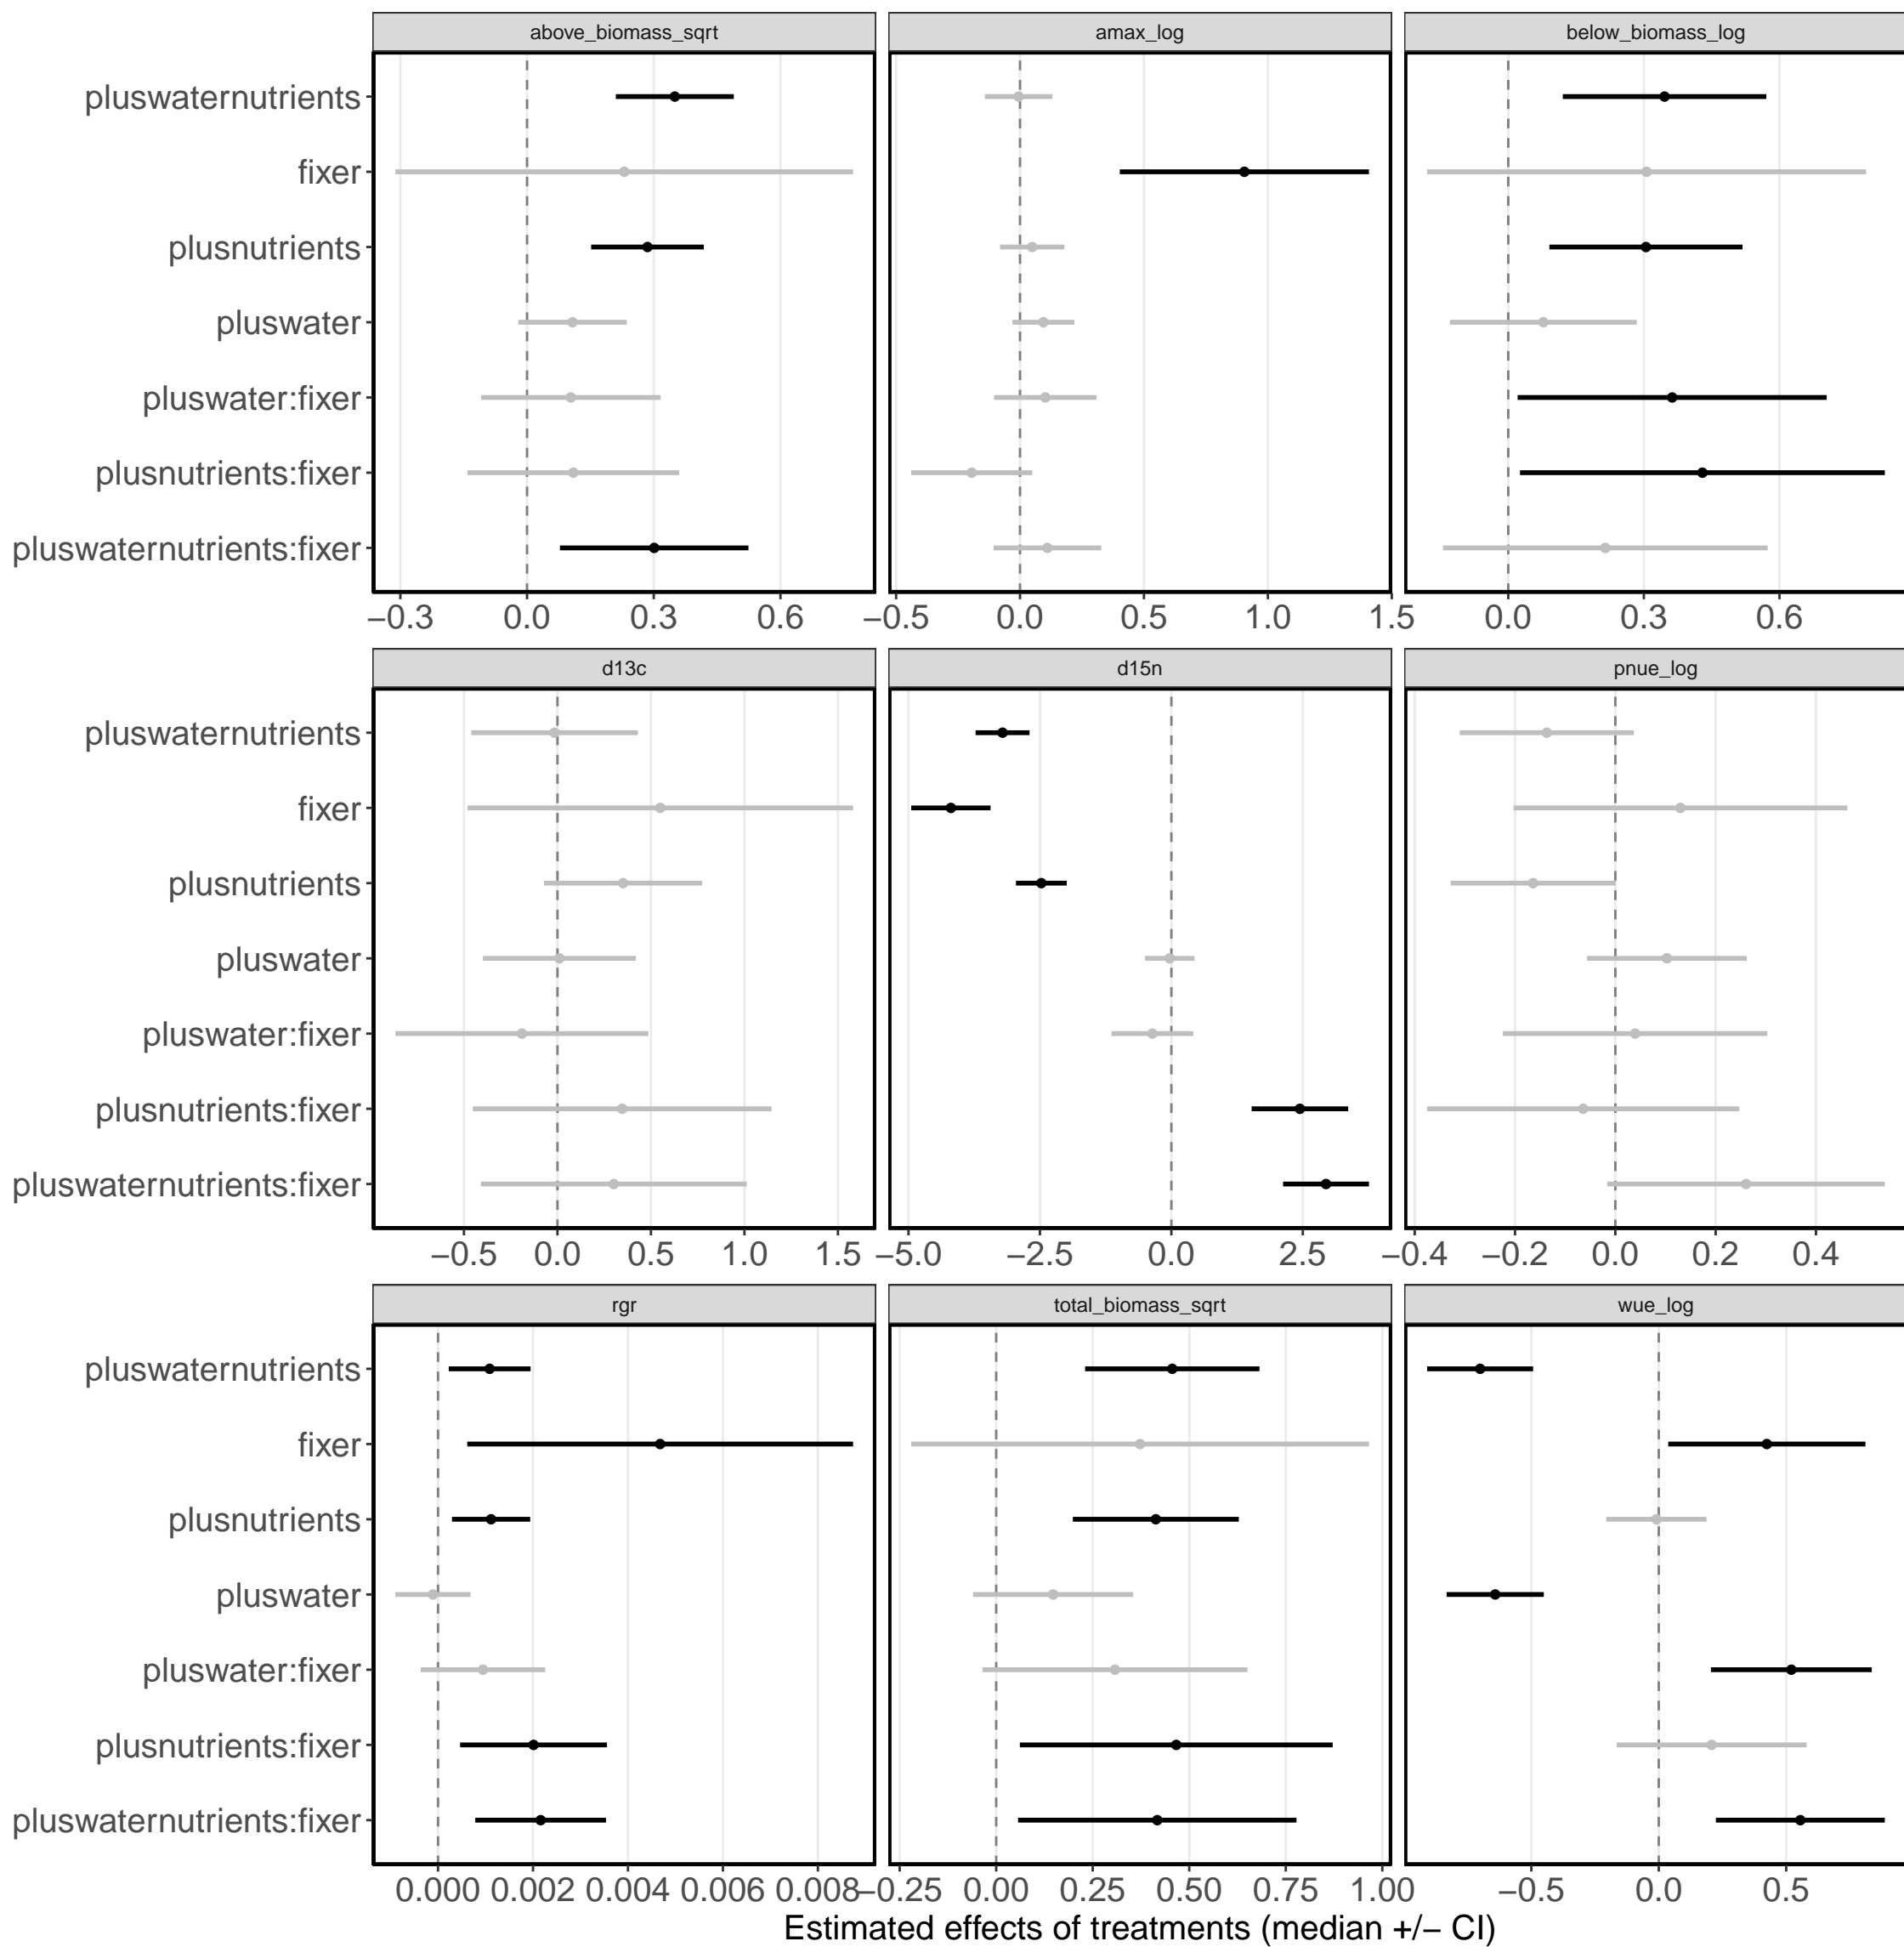 above_biomass_sqrt
amax_log
below_biomass_log
pluswaternutrients
fixer
plusnutrients
pluswater
pluswater:fixer
plusnutrients:fixer
pluswaternutrients:fixer
−0.3 0.0 0.3 0.6
−0.5 0.0 0.5 1.0 1.5
0.0 0.3 0.6
d13c
d15n
pnue_log
pluswaternutrients
fixer
plusnutrients
pluswater
pluswater:fixer
plusnutrients:fixer
pluswaternutrients:fixer
−0.5 0.0 0.5 1.0 1.5
−5.0 −2.5 0.0 2.5
−0.4 −0.2 0.0 0.2 0.4
rgr
total_biomass_sqrt
wue_log
pluswaternutrients
fixer
plusnutrients
pluswater
pluswater:fixer
plusnutrients:fixer
pluswaternutrients:fixer
0.000 0.002 0.004 0.006 0.008
−0.25 0.00 0.25 0.50 0.75 1.00
−0.5 0.0 0.5
Estimated effects of treatments (median +/− CI)